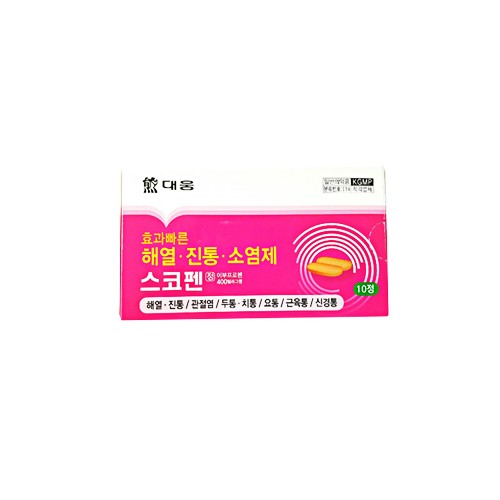 대웅
일반의약품 KGMP
효과빠른
해열·진통·소염제
스코펜 정 이부프로펜
400밀리그램
10정
해열·진통/관절염/두통·치통/요통/근육통/신경통